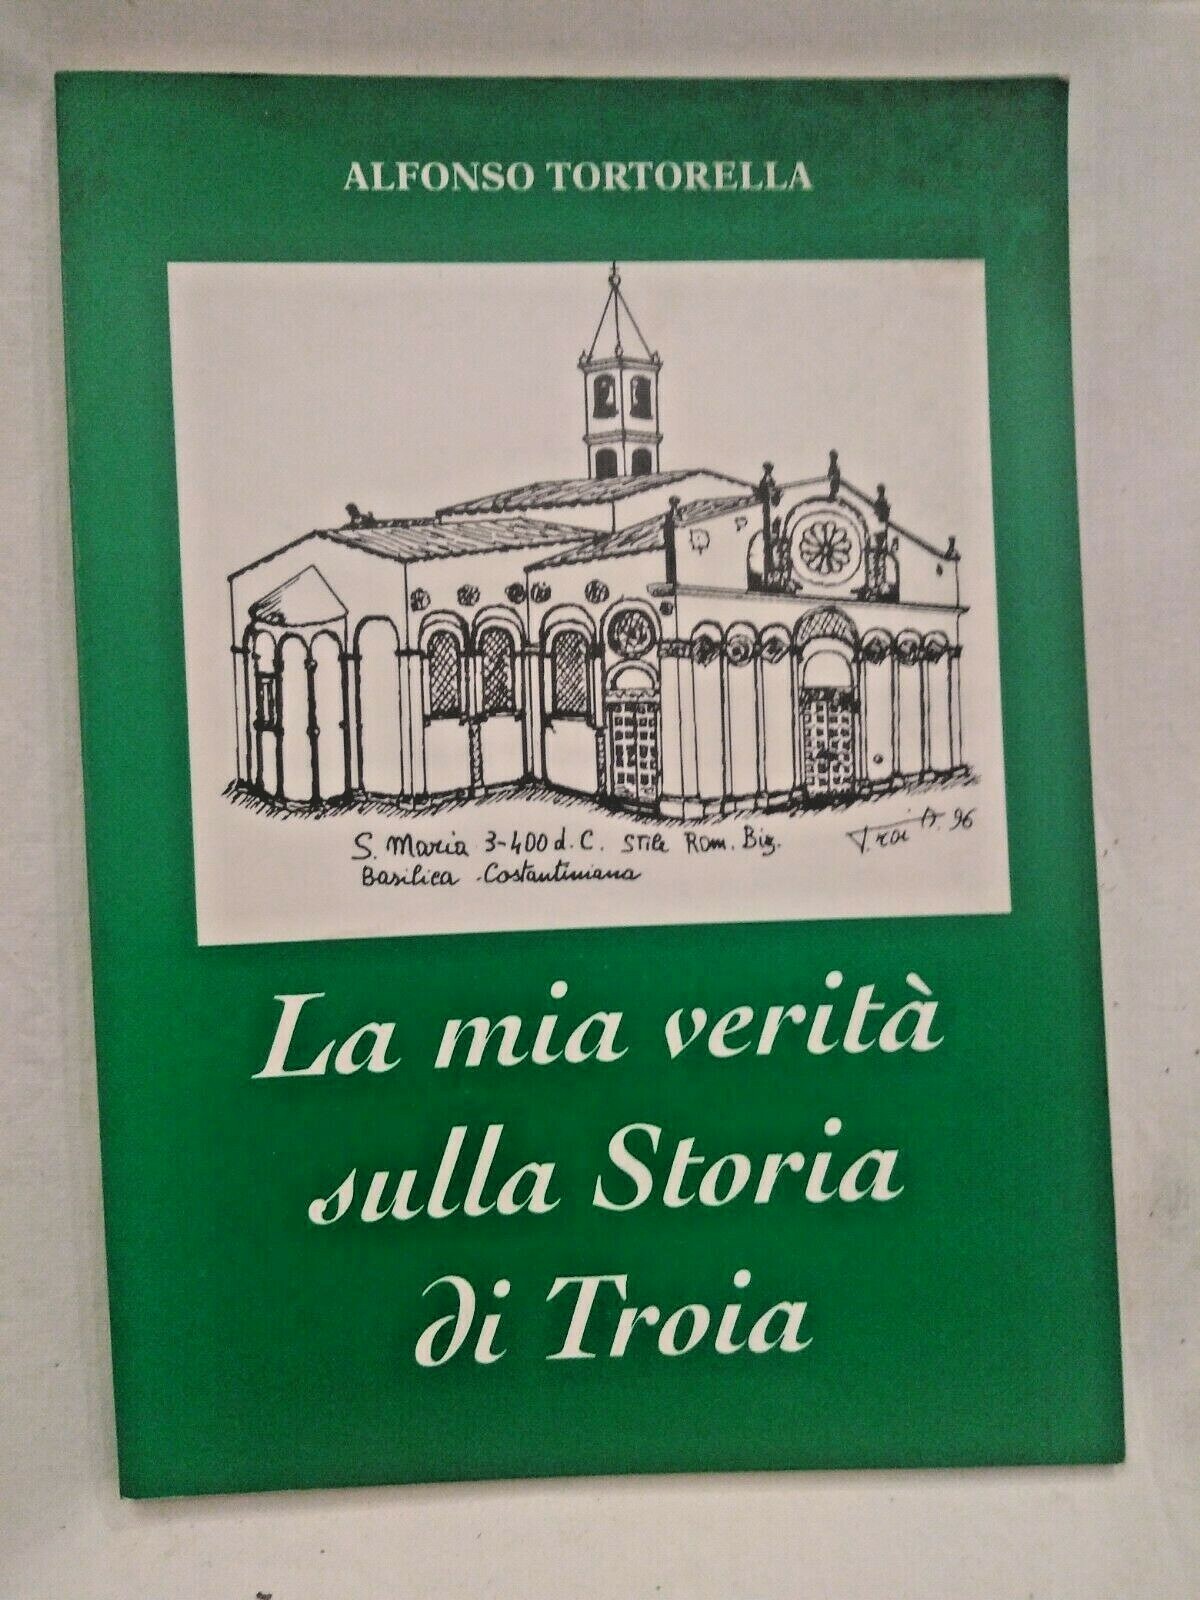 ALFONSO TORTORELLA
S. Maria 3-400 d. C. Stile Rom. Biz.
Basilica Costantiniana
96
La mia verità
sulla Storia
di Troia